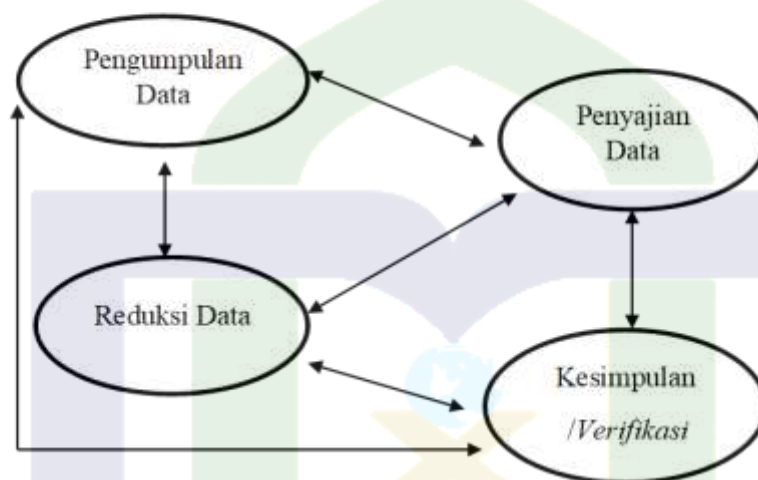 Pengumpulan
Data
Penyajian
Data
Reduksi Data
Kesimpulan
/Verifikasi